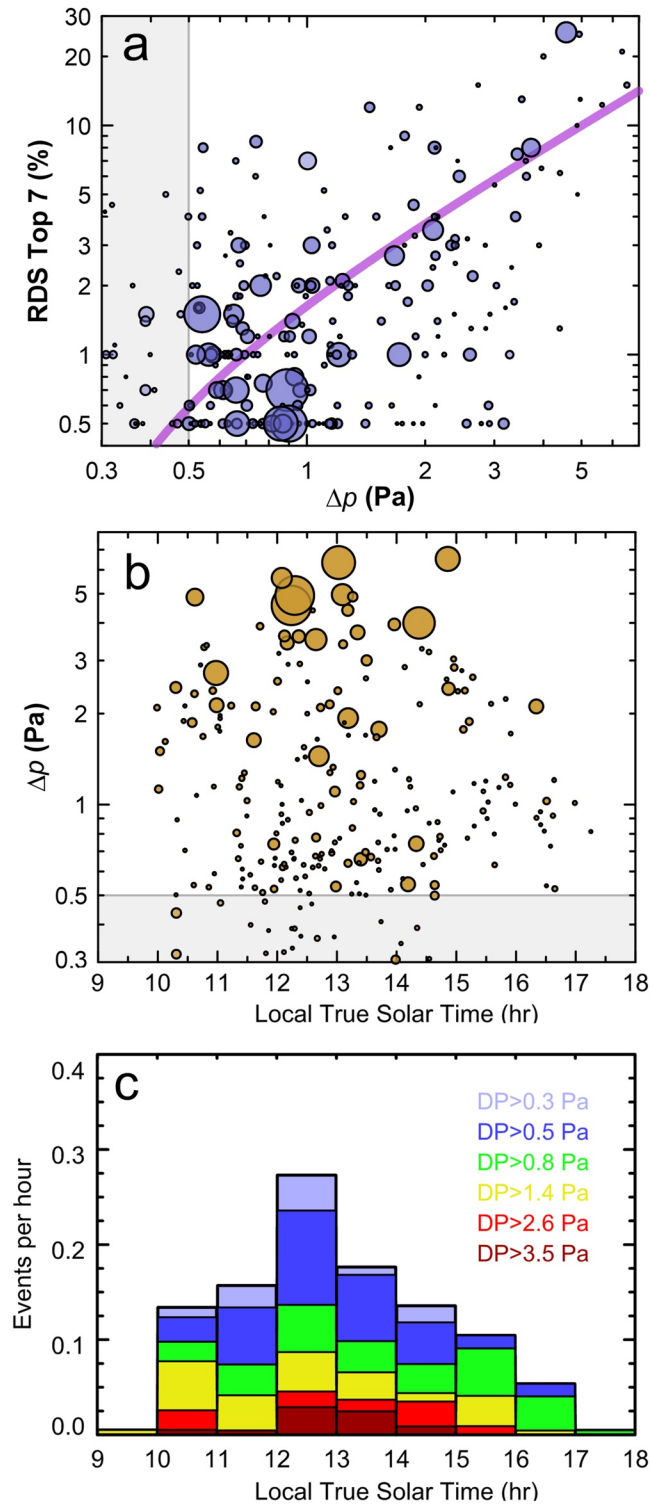 a
30
20
10
5
3
2
1
0.5
RDS Top 7 (%)
0.3
0.5
1
2
3
5
Δp (Pa)
b
5
3
2
1
0.5
0.3
Δp (Pa)
9 10 11 12 13 14 15 16 17 18
Local True Solar Time (hr)
c
0.4
0.3
0.2
0.1
0.0
Events per hour
DP>0.3 Pa
DP>0.5 Pa
DP>0.8 Pa
DP>1.4 Pa
DP>2.6 Pa
DP>3.5 Pa
9 10 11 12 13 14 15 16 17 18
Local True Solar Time (hr)